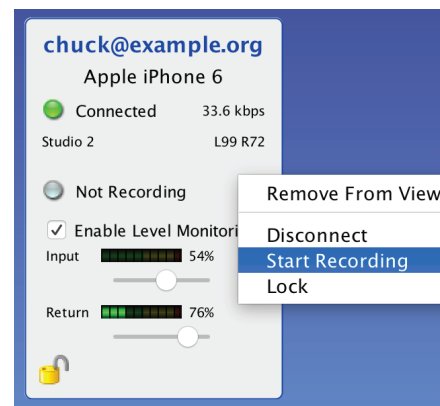 chuck@example.org
Apple iPhone 6
Connected 33.6 kbps
Studio 2 L99 R72
Not Recording
Remove From View
Enable Level Monitori
Disconnect
Input 54%
Start Recording
Lock
Return 76%